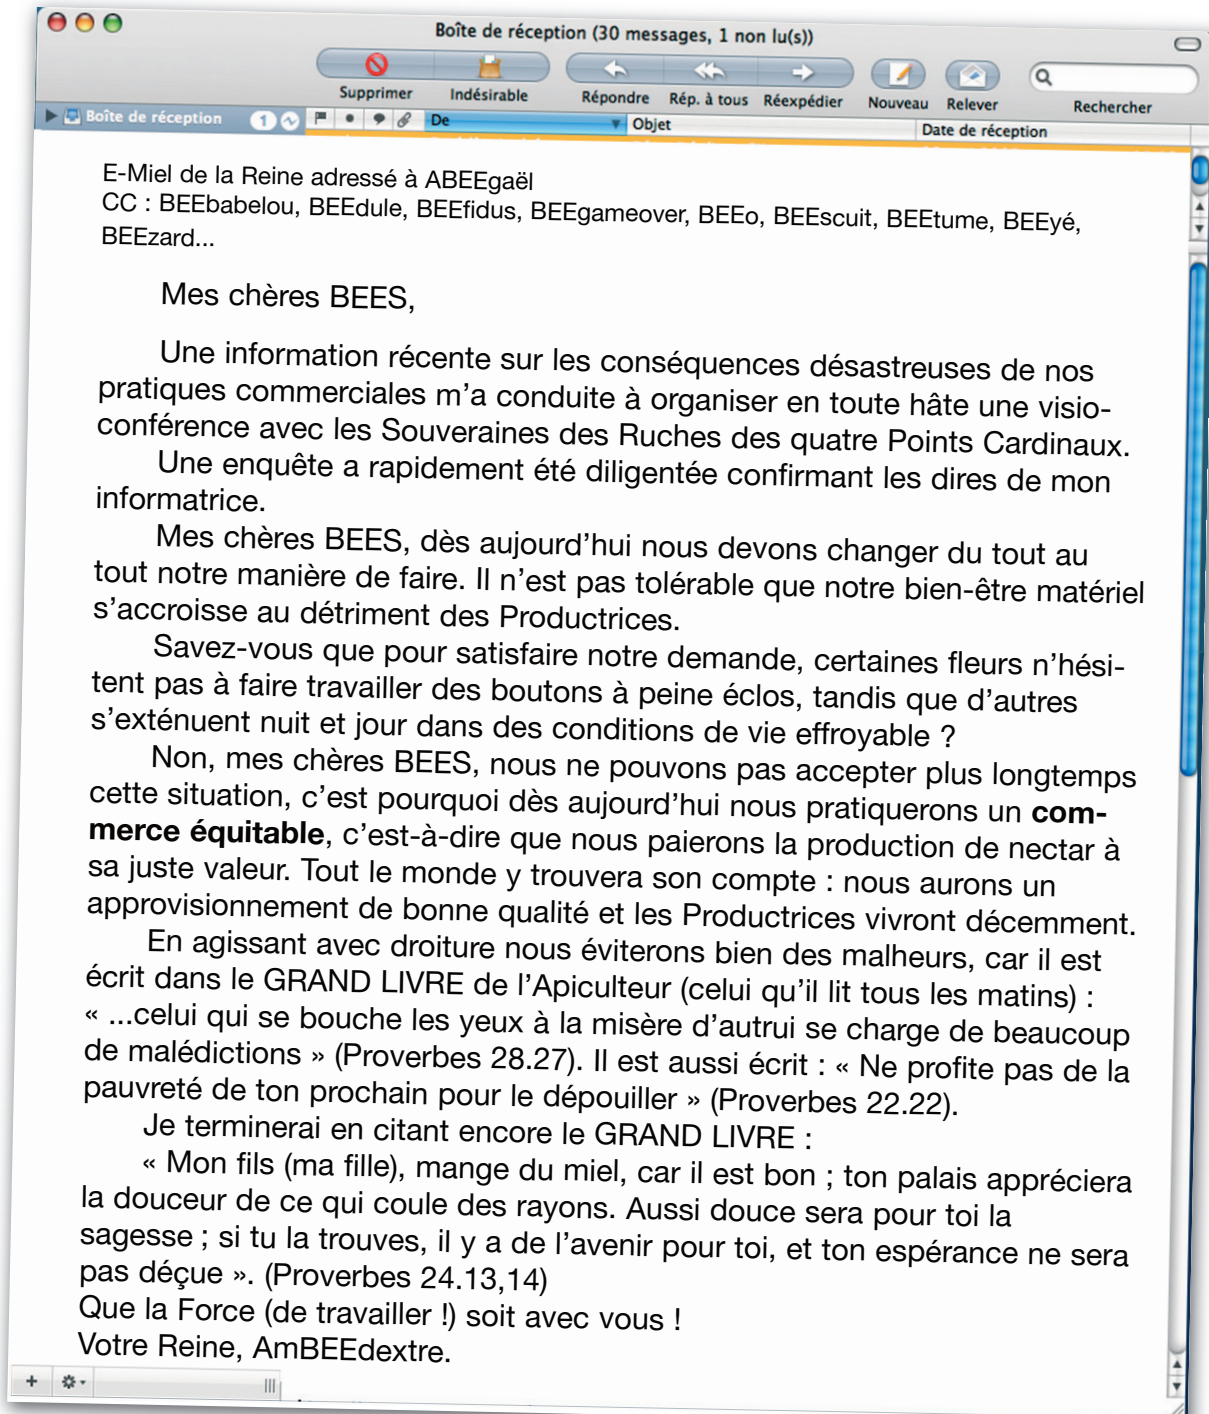 Boîte de réception (30 messages, 1 non lu(s))
Supprimer Indésirable Répondre Rép. à tous Réexpédier Nouveau Relever Rechercher
Boîte de réception 1 De Objet Date de réception
E-Miel de la Reine adressé à ABEEgaël
CC : BEEbabelou, BEEdule, BEEfidus, BEEgameover, BEEo, BEEscuit, BEEtume, BEEyé,
BEEzard...
Mes chères BEES,
Une information récente sur les conséquences désastreuses de nos
pratiques commerciales m’a conduite à organiser en toute hâte une visio-
conférence avec les Souveraines des Ruches des quatre Points Cardinaux.
Une enquête a rapidement été diligentée confirmant les dires de mon
informatrice.
Mes chères BEES, dès aujourd’hui nous devons changer du tout au
tout notre manière de faire. Il n’est pas tolérable que notre bien-être matériel
s’accroisse au détriment des Productrices.
Savez-vous que pour satisfaire notre demande, certaines fleurs n’hési-
tent pas à faire travailler des boutons à peine éclos, tandis que d’autres
s’exténuent nuit et jour dans des conditions de vie effroyable ?
Non, mes chères BEES, nous ne pouvons pas accepter plus longtemps
cette situation, c’est pourquoi dès aujourd’hui nous pratiquerons un com-
merce équitable, c’est-à-dire que nous paierons la production de nectar à
sa juste valeur. Tout le monde y trouvera son compte : nous aurons un
approvisionnement de bonne qualité et les Productrices vivront décemment.
En agissant avec droiture nous éviterons bien des malheurs, car il est
écrit dans le GRAND LIVRE de l’Apiculteur (celui qu’il lit tous les matins) :
« ...celui qui se bouche les yeux à la misère d’autrui se charge de beaucoup
de malédictions » (Proverbes 28.27). Il est aussi écrit : « Ne profite pas de la
pauvreté de ton prochain pour le dépouiller » (Proverbes 22.22).
Je terminerai en citant encore le GRAND LIVRE :
« Mon fils (ma fille), mange du miel, car il est bon ; ton palais appréciera
la douceur de ce qui coule des rayons. Aussi douce sera pour toi la
sagesse ; si tu la trouves, il y a de l’avenir pour toi, et ton espérance ne sera
pas déçue ». (Proverbes 24.13,14)
Que la Force (de travailler !) soit avec vous !
Votre Reine, AmBEEdextre.